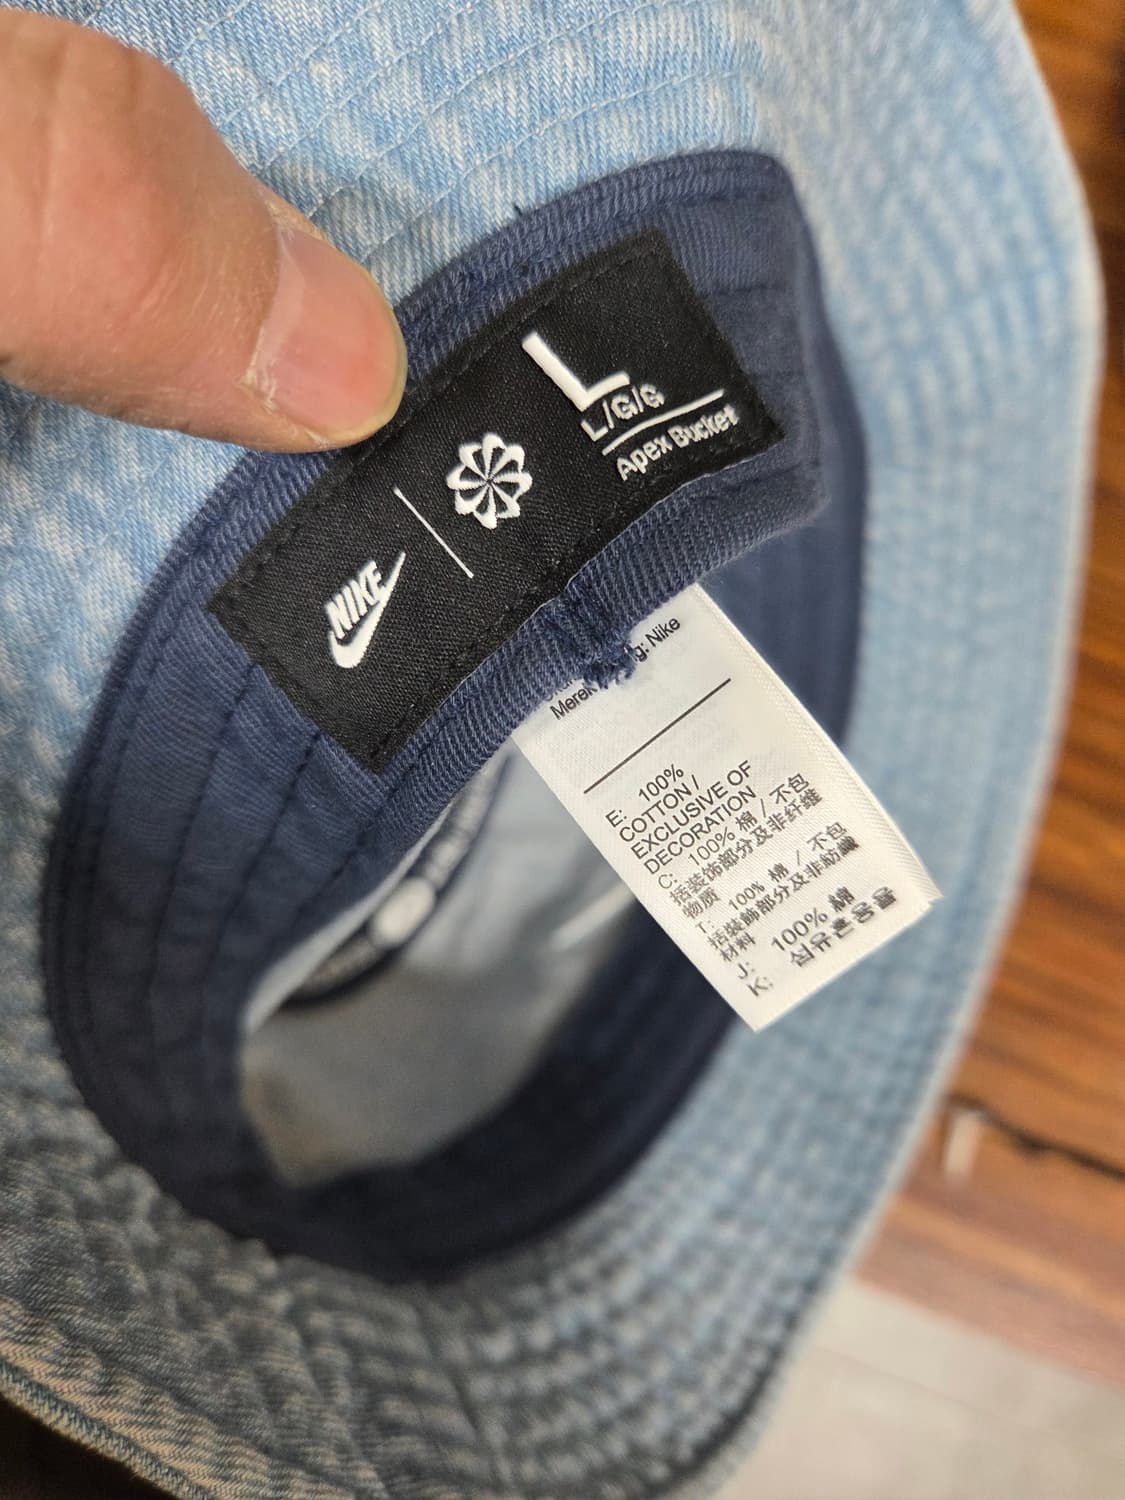 NIKE
L
L/G/G
Apex Bucket
g: Nike
Merek
E: 100%
COTTON /
EXCLUSIVE OF
DECORATION
C: 100% 棉 / 不包
括装饰部分及非纤维
物质
T: 100% 棉 / 不包
括裝飾部分及非紡織
材料
J: 100% 綿
K: 섬유혼용율